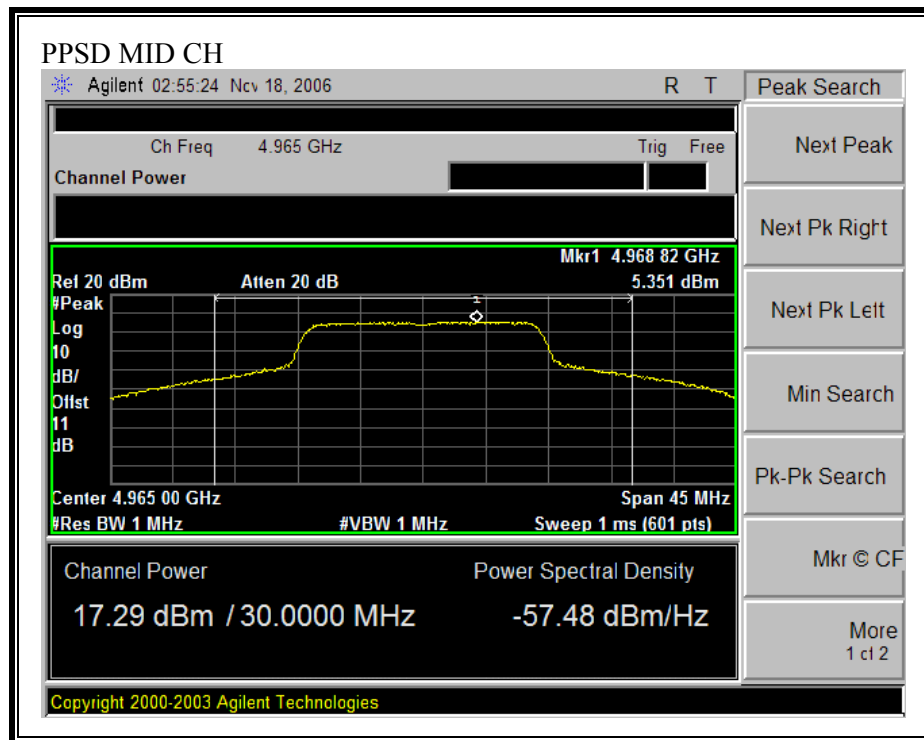 PPSD MID CH
Agilent 02:55:24 Nov 18, 2006 R T
Peak Search
Ch Freq 4.965 GHz Trig Free
Channel Power
Next Peak
Next Pk Right
Mkr1 4.968 82 GHz
Ref 20 dBm Atten 20 dB 5.351 dBm
#Peak
Log
10
dB/
Offst
11
dB
1
Next Pk Left
Min Search
Pk-Pk Search
Center 4.965 00 GHz Span 45 MHz
#Res BW 1 MHz #VBW 1 MHz Sweep 1 ms (601 pts)
Channel Power Power Spectral Density
17.29 dBm / 30.0000 MHz -57.48 dBm/Hz
Mkr © CF
More
1 of 2
Copyright 2000-2003 Agilent Technologies